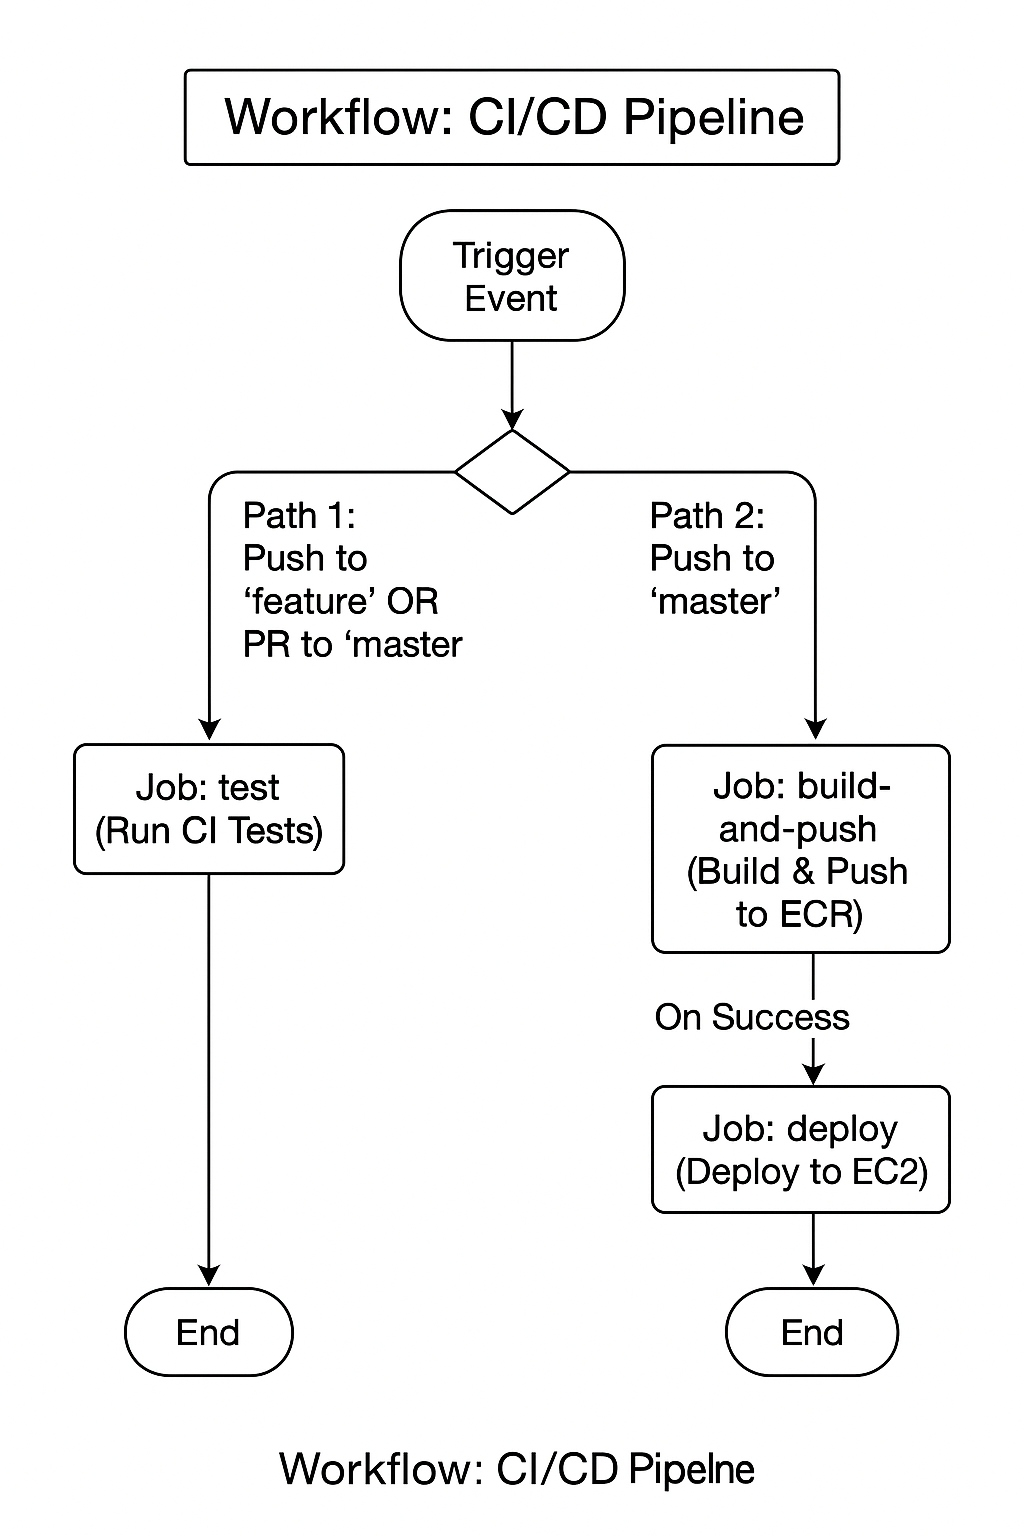 Workflow: CI/CD Pipeline
Trigger
Event
Path 1:
Push to
‘feature’ OR
PR to ‘master
Path 2:
Push to
‘master’
Job: test
(Run CI Tests)
Job: build-
and-push
(Build & Push
to ECR)
On Success
Job: deploy
(Deploy to EC2)
End
End
Workflow: CI/CD Pipelne